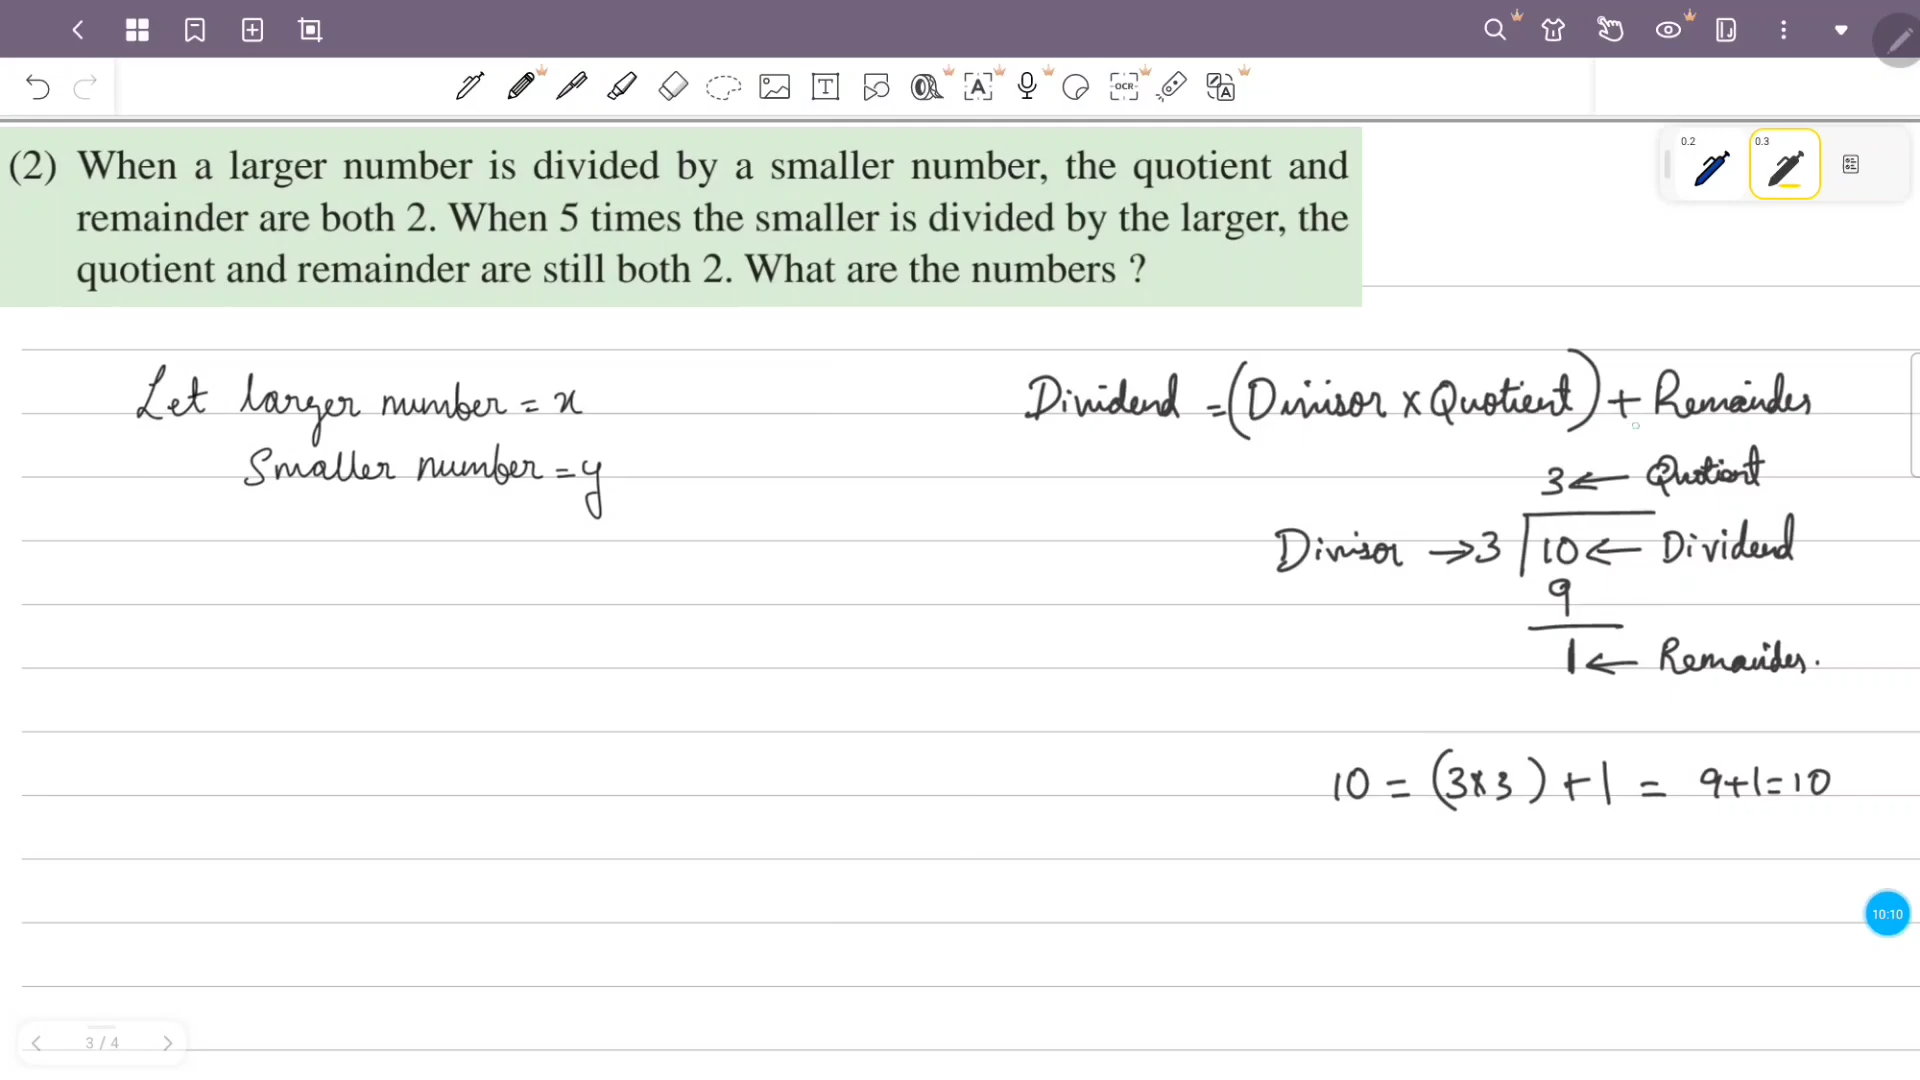 OCR
T
A
A
0.2
0.3
(2) When a larger number is divided by a smaller number, the quotient and
remainder are both 2. When 5 times the smaller is divided by the larger, the
quotient and remainder are still both 2. What are the numbers ?
Let larger number = x
Smaller number = y
Dividend = (Divisor × Quotient) + Remainder
3 ← Quotient
Divisor → 3 10 ← Dividend
9
1 ← Remainder.
10 = (3×3) + 1 = 9+1=10
10:10
3 / 4